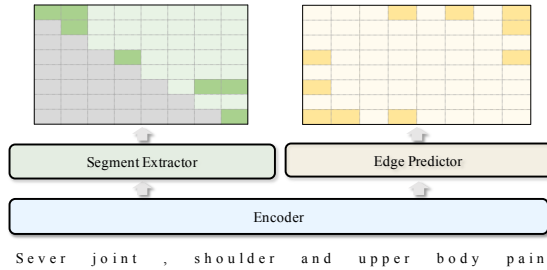 Segment Extractor
Edge Predictor
Encoder
Sever joint , shoulder and upper body pain